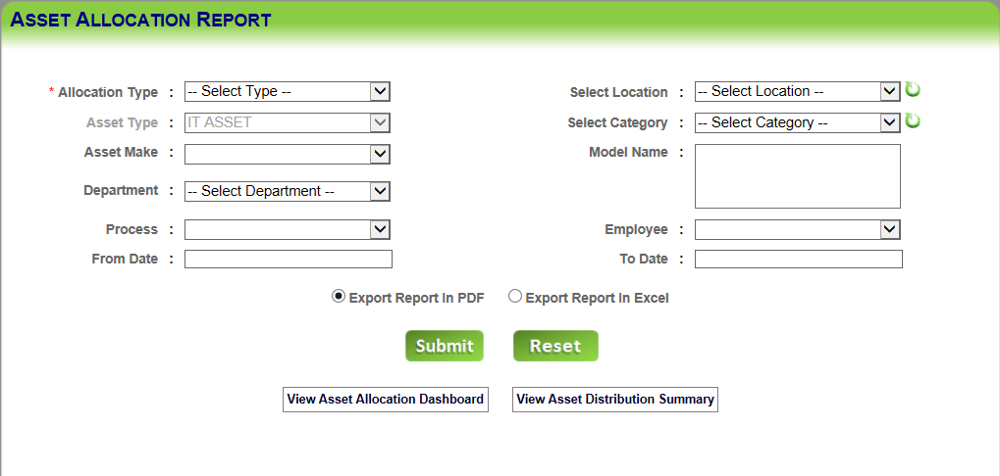 ASSET ALLOCATION REPORT
* Allocation Type : -- Select Type -- Select Location : -- Select Location --
Asset Type : IT ASSET Select Category : -- Select Category --
Asset Make : Model Name :
Department : -- Select Department --
Process : Employee :
From Date : To Date :
Export Report In PDF Export Report In Excel
Submit Reset
View Asset Allocation Dashboard View Asset Distribution Summary